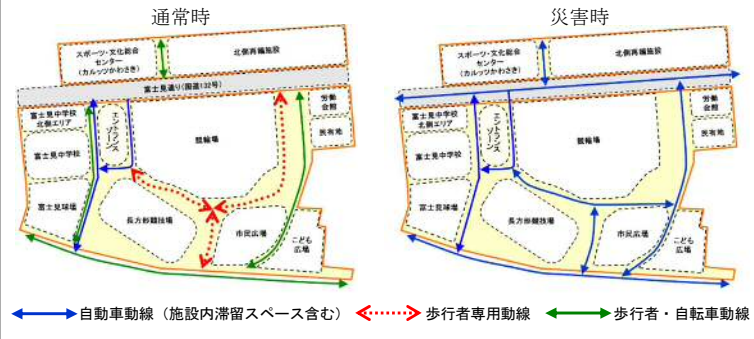 通常時
スポーツ・文化総合
センター
(カルッツかわさき)
北側再編施設
富士見通り(国道132号)
富士見中学校
北側エリア
エントランス
ゾーン
競輪場
労働
会館
民有地
富士見中学校
富士見球場
長方形競技場
市民広場
こども
広場
災害時
スポーツ・文化総合
センター
(カルッツかわさき)
北側再編施設
富士見通り(国道132号)
富士見中学校
北側エリア
エントランス
ゾーン
競輪場
労働
会館
民有地
富士見中学校
富士見球場
長方形競技場
市民広場
こども
広場
自動車動線（施設内滞留スペース含む）
歩行者専用動線
歩行者・自転車動線